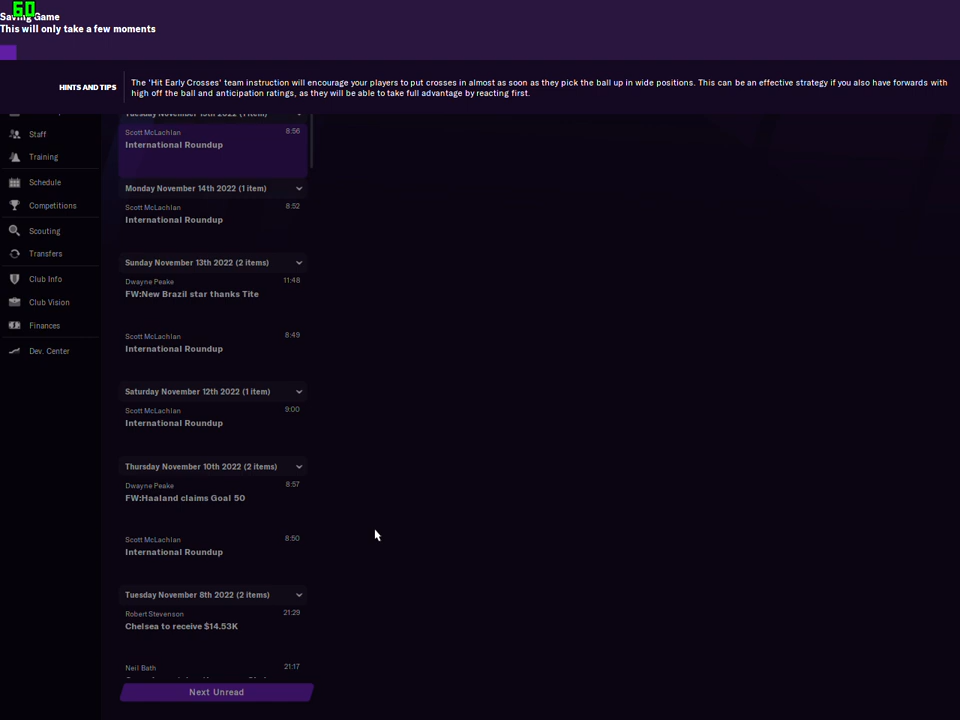 60
Saving Game
This will only take a few moments
HINTS AND TIPS
The 'Hit Early Crosses' team instruction will encourage your players to put crosses in almost as soon as they pick the ball up in wide positions. This can be an effective strategy if you also have forwards with
high off the ball and anticipation ratings, as they will be able to take full advantage by reacting first.
Staff
Training
Schedule
Competitions
Scouting
Transfers
Club Info
Club Vision
Finances
Dev. Center
Tuesday November 15th 2022 (1 item)
Scott McLachlan 8:56
International Roundup
Monday November 14th 2022 (1 item)
Scott McLachlan 8:52
International Roundup
Sunday November 13th 2022 (2 items)
Dwayne Peake 11:48
FW:New Brazil star thanks Tite
Scott McLachlan 8:49
International Roundup
Saturday November 12th 2022 (1 item)
Scott McLachlan 9:00
International Roundup
Thursday November 10th 2022 (2 items)
Dwayne Peake 8:57
FW:Haaland claims Goal 50
Scott McLachlan 8:50
International Roundup
Tuesday November 8th 2022 (2 items)
Robert Stevenson 21:29
Chelsea to receive $14.53K
Neil Bath 21:17
Next Unread